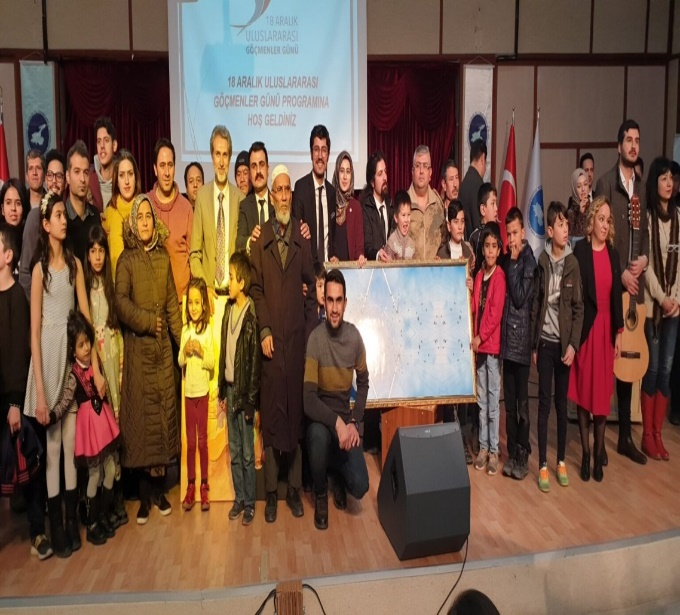 18 ARALIK
ULUSLARARASI
GÖÇMENLER GÜNÜ
18 ARALIK ULUSLARARASI
GÖÇMENLER GÜNÜ PROGRAMINA
HOŞ GELDİNİZ